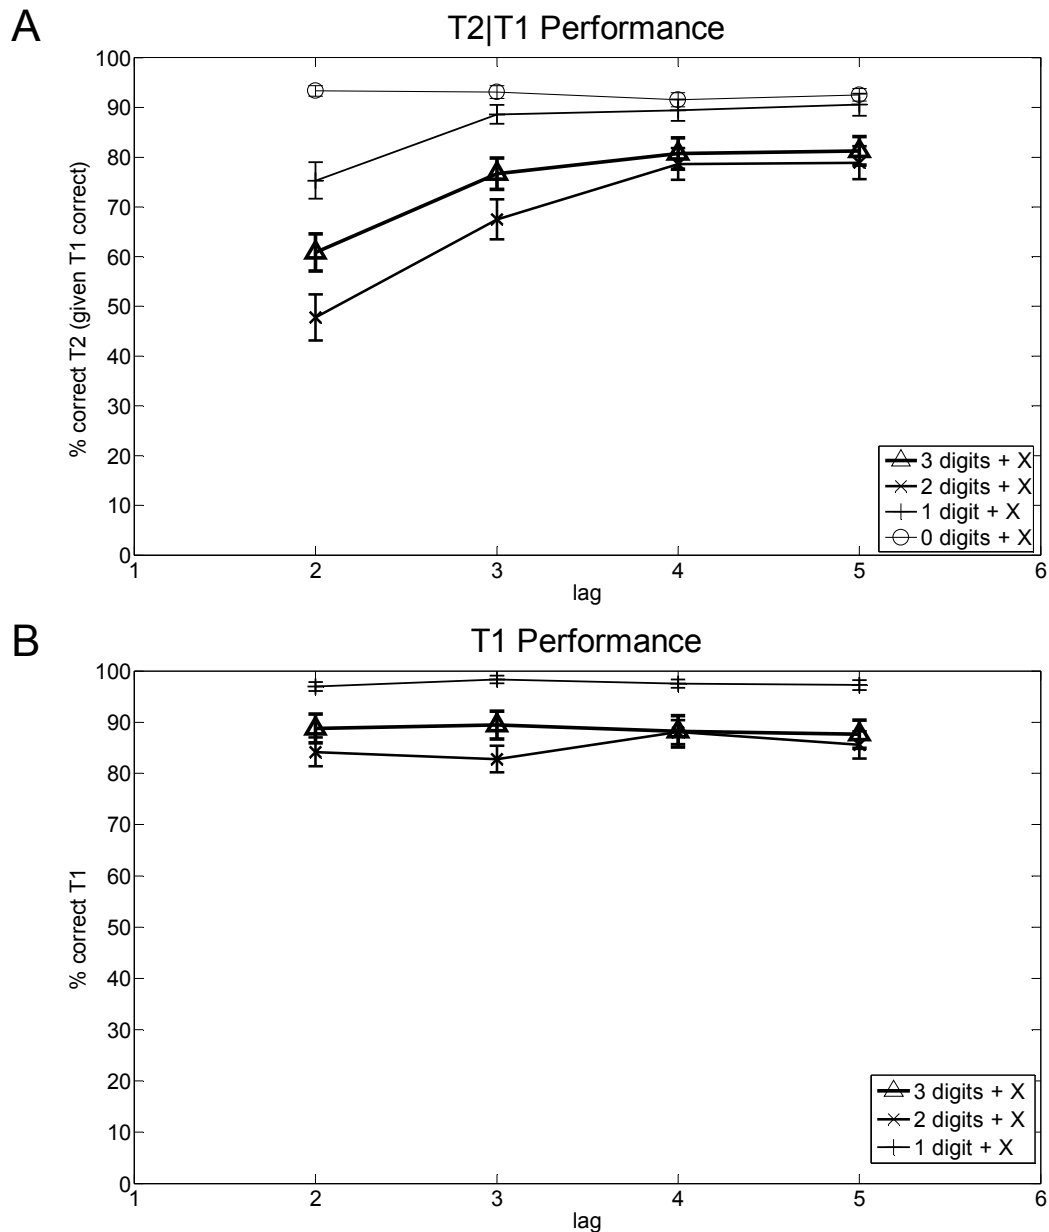 A
T2|T1 Performance
% correct T2 (given T1 correct)
100
90
80
70
60
50
40
30
20
10
0
1 2 3 4 5 6
lag
3 digits + X
2 digits + X
1 digit + X
0 digits + X
B
T1 Performance
% correct T1
100
90
80
70
60
50
40
30
20
10
0
1 2 3 4 5 6
lag
3 digits + X
2 digits + X
1 digit + X